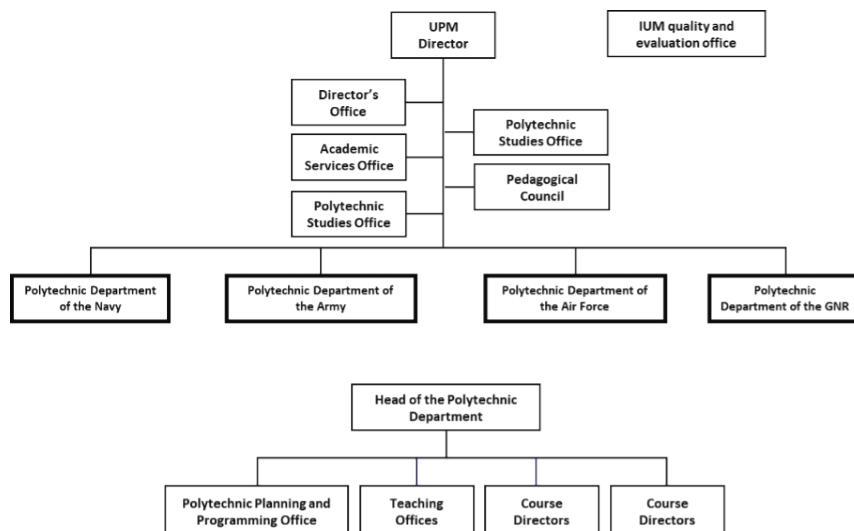 UPM
Director
IUM quality and
evaluation office
Director's
Office
Polytechnic
Studies Office
Academic
Services Office
Pedagogical
Council
Polytechnic
Studies Office
Polytechnic Department
of the Navy
Polytechnic Department of
the Army
Polytechnic Department of
the Air Force
Polytechnic
Department of the GNR
Head of the Polytechnic
Department
Polytechnic Planning and
Programming Office
Teaching
Offices
Course
Directors
Course
Directors